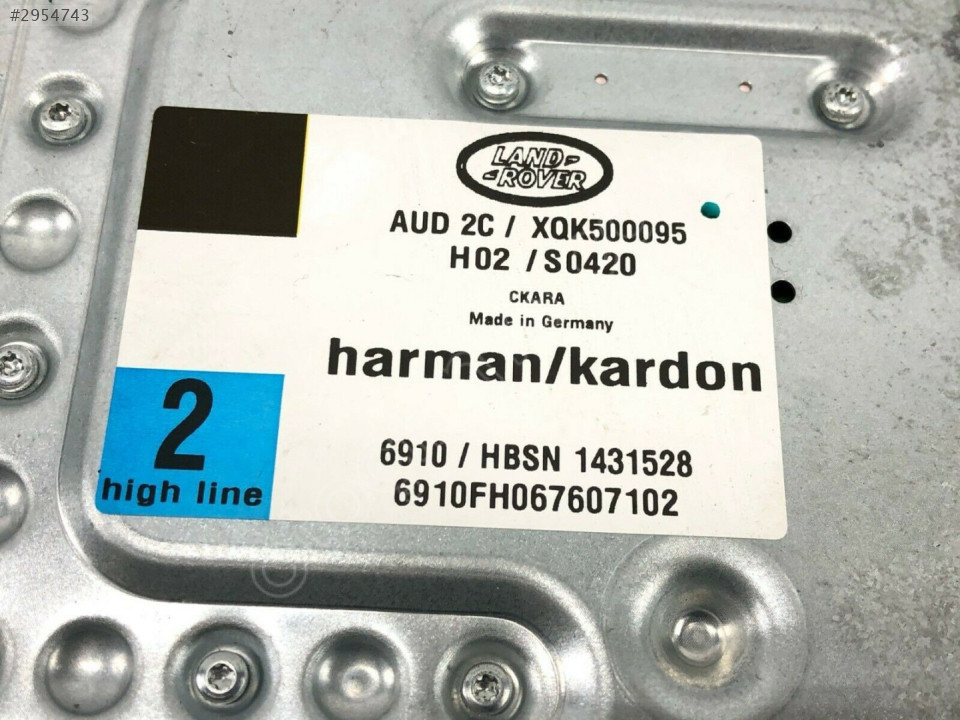 #2954743
LAND-
-ROVER
AUD 2C / XQK500095
H02 / S0420
CKARA
Made in Germany
harman/kardon
2
high line
6910 / HBSN 1431528
6910FH067607102